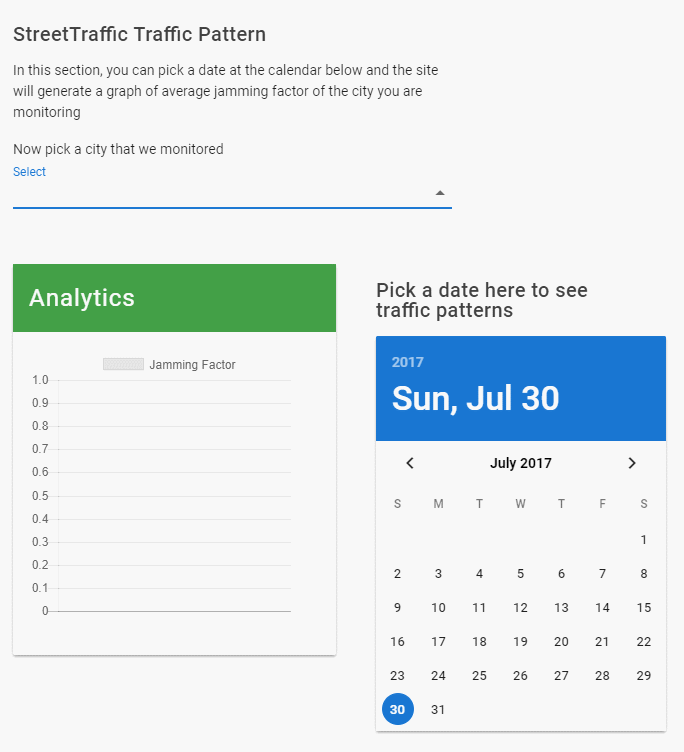 StreetTraffic Traffic Pattern
In this section, you can pick a date at the calendar below and the site
will generate a graph of average jamming factor of the city you are
monitoring
Now pick a city that we monitored
Select
Analytics
Jamming Factor
1.0
0.9
0.8
0.7
0.6
0.5
0.4
0.3
0.2
0.1
0
Pick a date here to see
traffic patterns
2017
Sun, Jul 30
July 2017
S M T W T F S
1
2 3 4 5 6 7 8
9 10 11 12 13 14 15
16 17 18 19 20 21 22
23 24 25 26 27 28 29
30 31